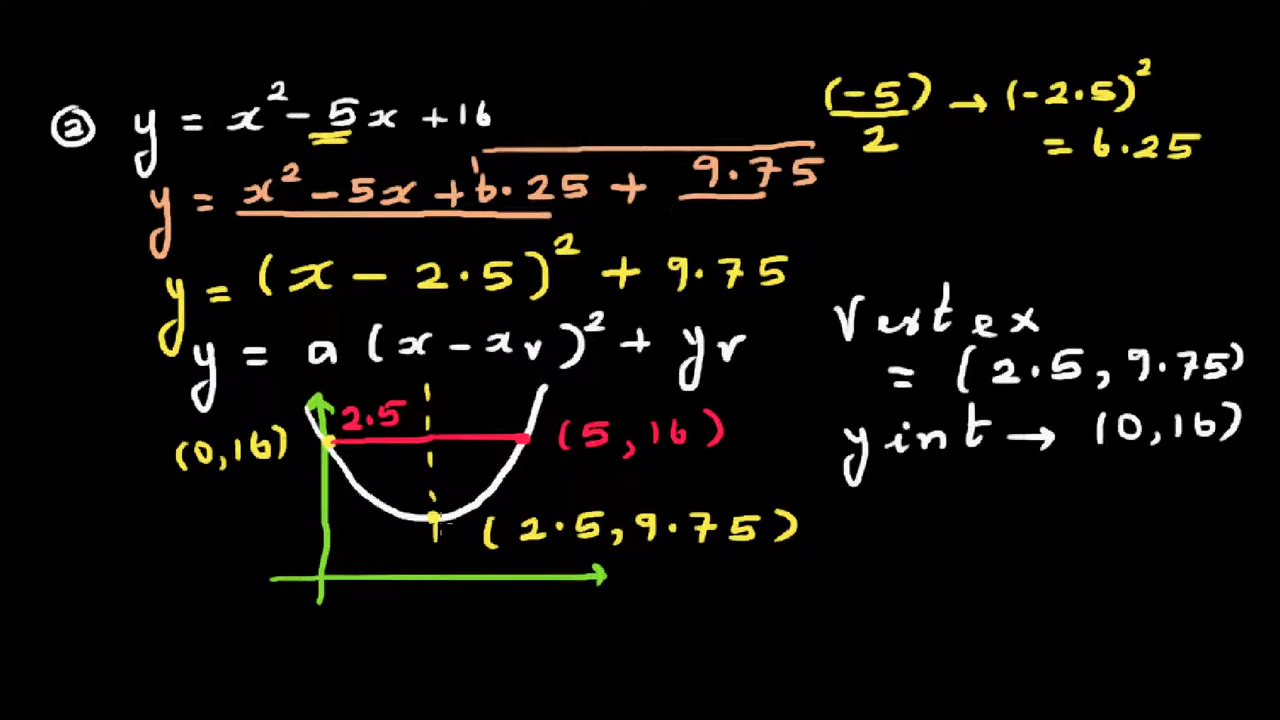 ② y = x² - 5x + 16
(-5)/2 → (-2.5)²
= 6.25
y = x² - 5x + 6.25 + 9.75
y = (x - 2.5)² + 9.75
y = a(x - xv)² + yv
Vertex
= (2.5, 9.75)
y int → (0,16)
2.5
(0,16)
(5,16)
(2.5, 9.75)